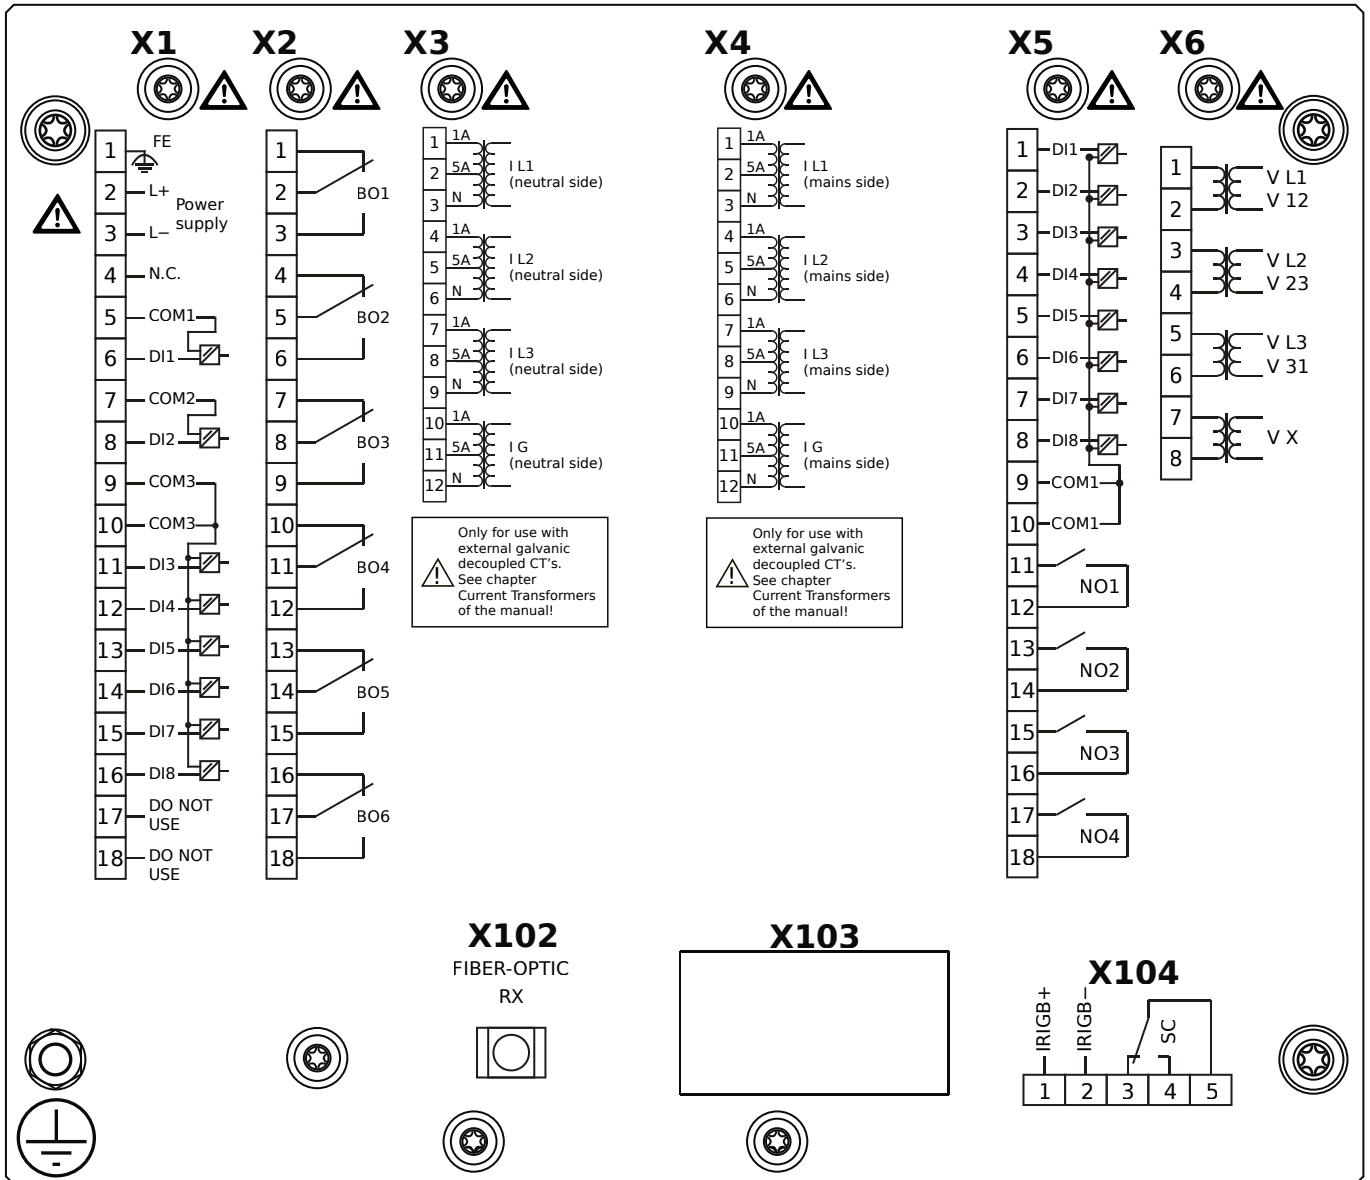 X1
X2
X3
X4
X5
X6
1
FE
2
L+
Power
supply
3
L−
4
N.C.
5
COM1
6
DI1
7
COM2
8
DI2
9
COM3
10
COM3
11
DI3
12
DI4
13
DI5
14
DI6
15
DI7
16
DI8
17
DO NOT
USE
18
DO NOT
USE
1
2
BO1
3
4
5
BO2
6
7
8
BO3
9
10
11
BO4
12
13
14
BO5
15
16
17
BO6
18
1
1A
2
5A
I L1
(neutral side)
3
N
4
1A
5
5A
I L2
(neutral side)
6
N
7
1A
8
5A
I L3
(neutral side)
9
N
10
1A
11
5A
I G
(neutral side)
12
N
Only for use with
external galvanic
decoupled CT's.
See chapter
Current Transformers
of the manual!
1
1A
2
5A
I L1
(mains side)
3
N
4
1A
5
5A
I L2
(mains side)
6
N
7
1A
8
5A
I L3
(mains side)
9
N
10
1A
11
5A
I G
(mains side)
12
N
Only for use with
external galvanic
decoupled CT's.
See chapter
Current Transformers
of the manual!
1
DI1
2
DI2
3
DI3
4
DI4
5
DI5
6
DI6
7
DI7
8
DI8
9
COM1
10
COM1
11
NO1
12
13
NO2
14
15
NO3
16
17
NO4
18
1
V L1
2
V 12
3
V L2
4
V 23
5
V L3
6
V 31
7
V X
8
X102
FIBER-OPTIC
RX
X103
X104
IRIGB+
IRIGB−
SC
1 2 3 4 5